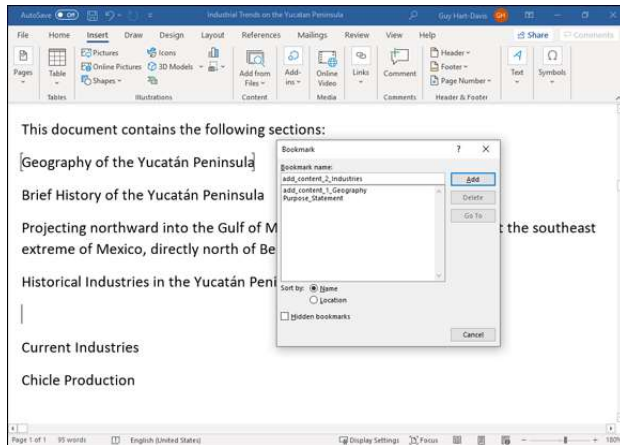 AutoSave Off Industrial Trends on the Yucatan Peninsula Guy Hart-Davis GH
File Home Insert Draw Design Layout References Mailings Review View Help Share Comments
Pages
Table
Tables
Pictures
Online Pictures
Shapes
Icons
3D Models
Illustrations
Add from Files
Content
Add-ins
Online Video
Media
Links
Comment
Comments
Header
Footer
Page Number
Header & Footer
Text
Symbols
This document contains the following sections:
Geography of the Yucatán Peninsula
Brief History of the Yucatán Peninsula
Projecting northward into the Gulf of M
t the southeast
extreme of Mexico, directly north of Be
Historical Industries in the Yucatán Peni
Current Industries
Chicle Production
Bookmark ? ×
Bookmark name:
add_content_2_Industries
add_content_1_Geography
Purpose_Statement
Add
Delete
Go To
Sort by: Name
Location
Hidden bookmarks
Cancel
Page 1 of 1 95 words English (United States) Display Settings Focus 180%